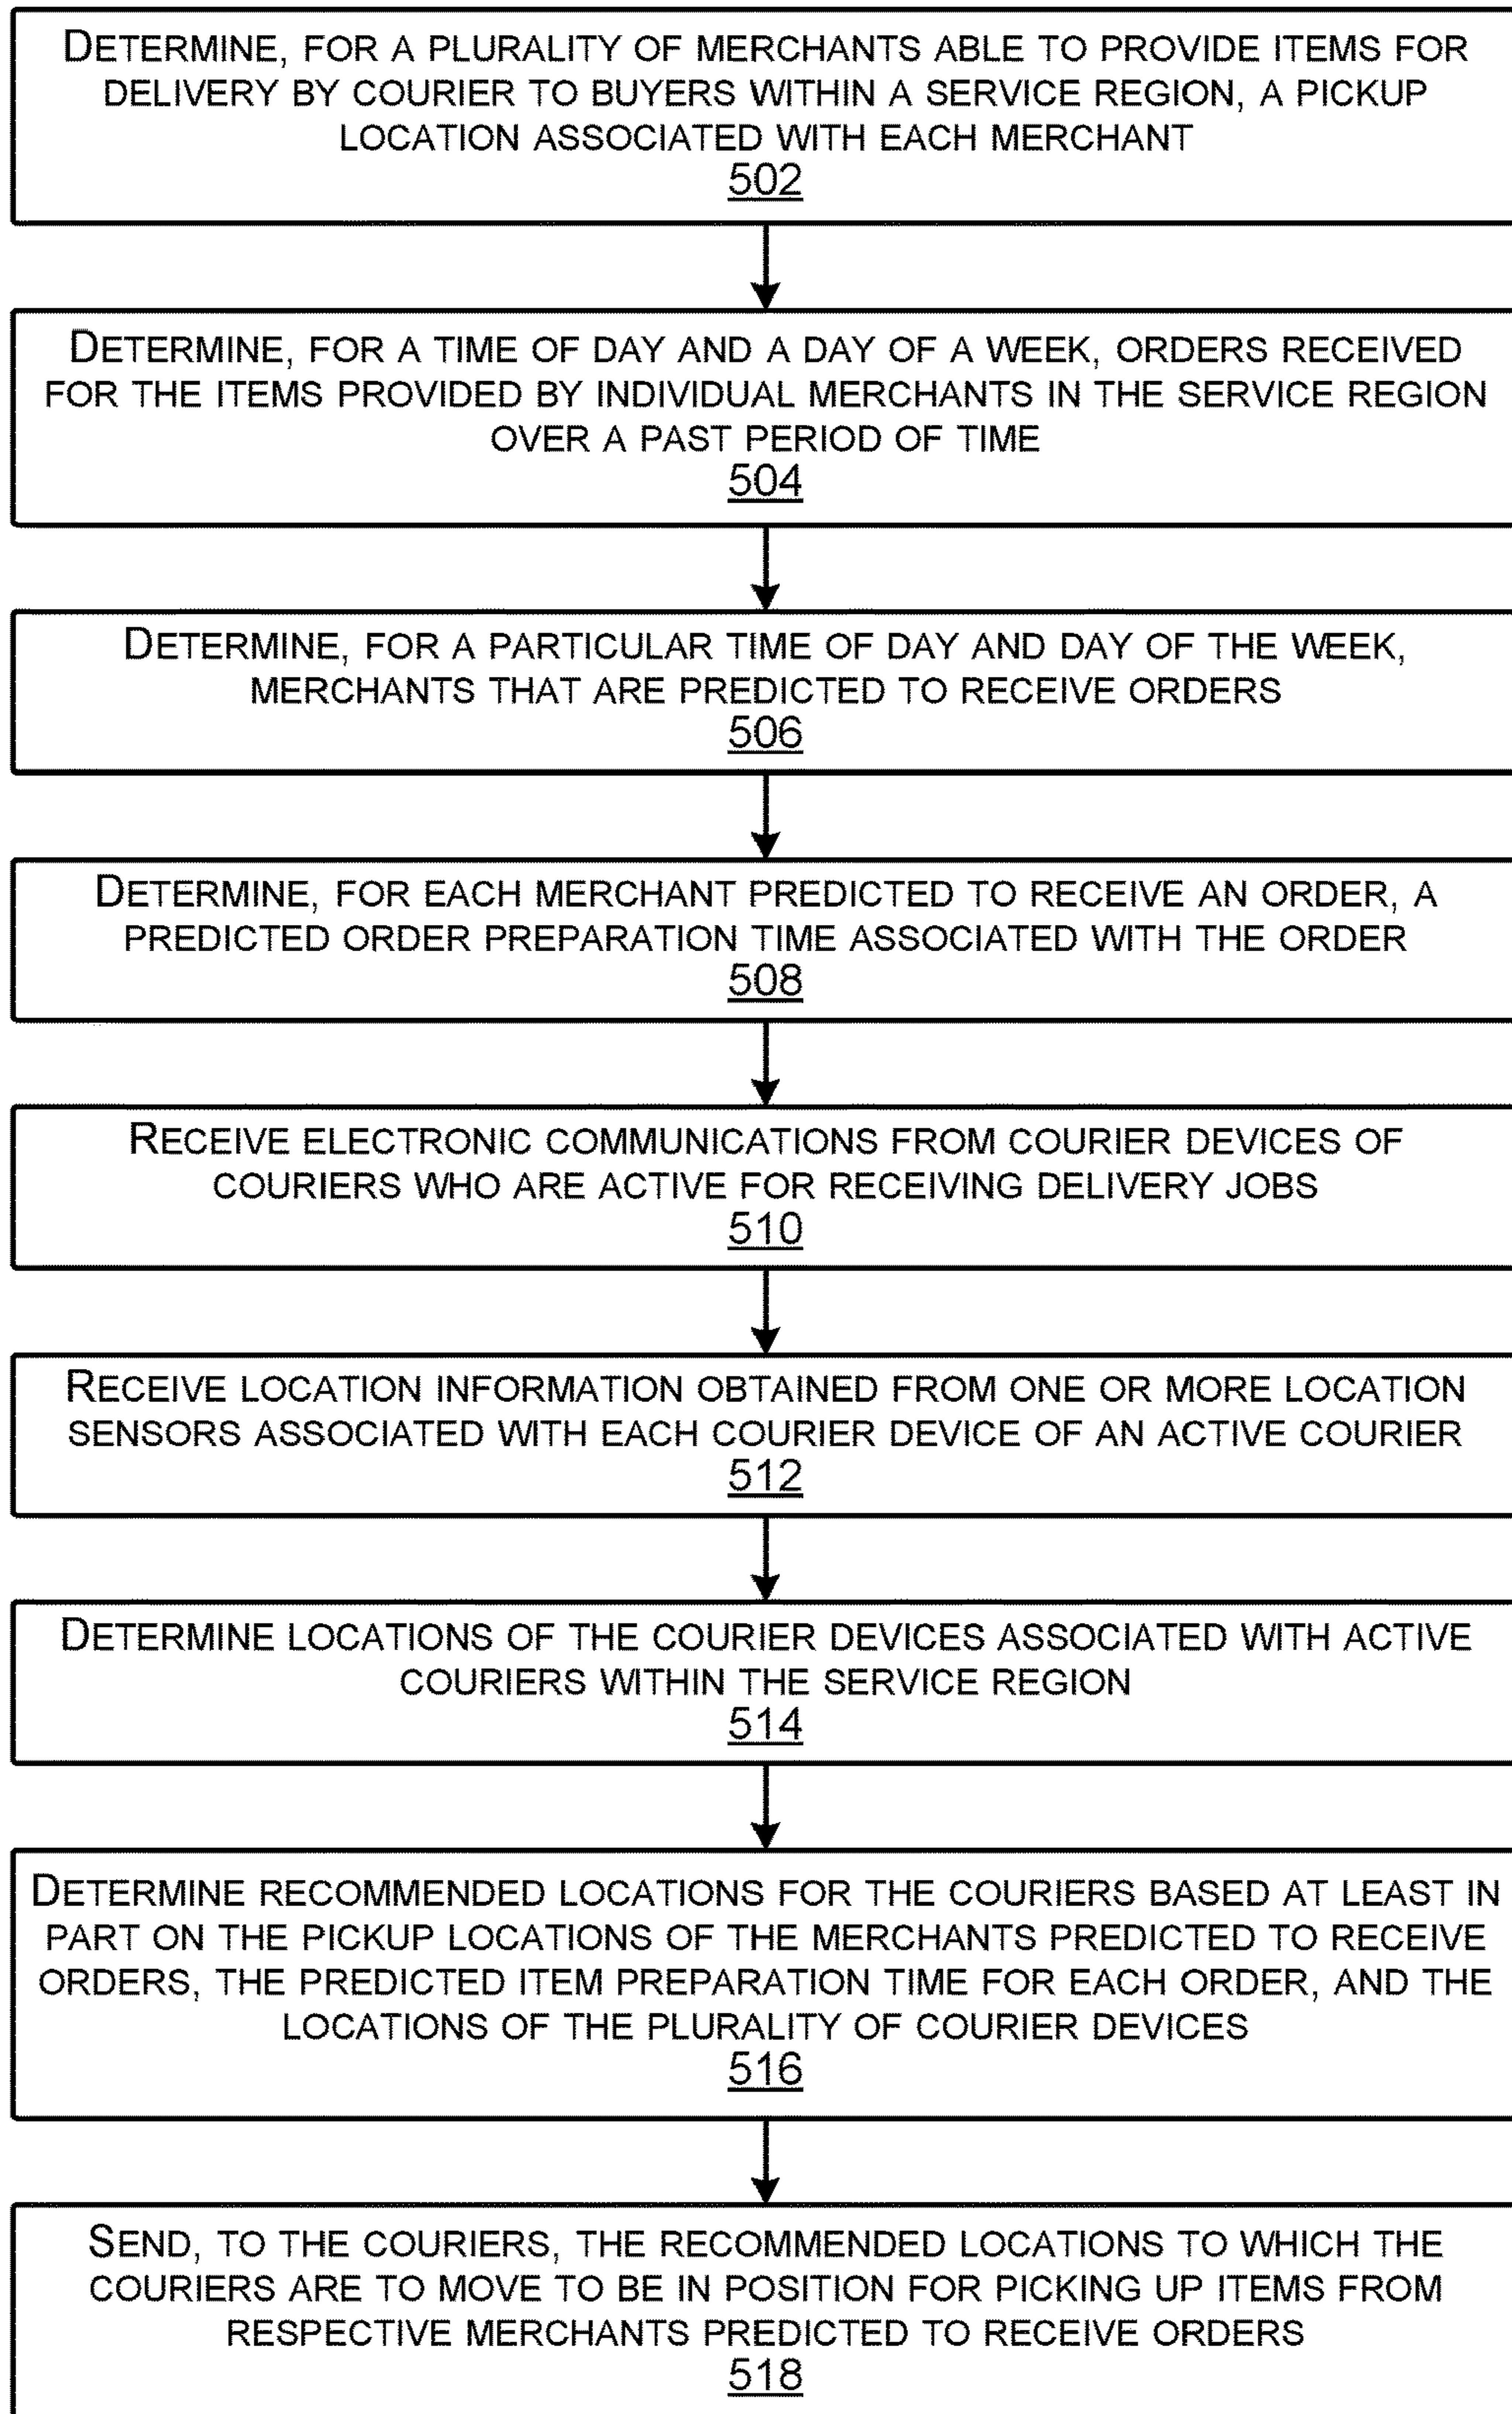 DETERMINE, FOR A PLURALITY OF MERCHANTS ABLE TO PROVIDE ITEMS FOR
DELIVERY BY COURIER TO BUYERS WITHIN A SERVICE REGION, A PICKUP
LOCATION ASSOCIATED WITH EACH MERCHANT
502
DETERMINE, FOR A TIME OF DAY AND A DAY OF A WEEK, ORDERS RECEIVED
FOR THE ITEMS PROVIDED BY INDIVIDUAL MERCHANTS IN THE SERVICE REGION
OVER A PAST PERIOD OF TIME
504
DETERMINE, FOR A PARTICULAR TIME OF DAY AND DAY OF THE WEEK,
MERCHANTS THAT ARE PREDICTED TO RECEIVE ORDERS
506
DETERMINE, FOR EACH MERCHANT PREDICTED TO RECEIVE AN ORDER, A
PREDICTED ORDER PREPARATION TIME ASSOCIATED WITH THE ORDER
508
RECEIVE ELECTRONIC COMMUNICATIONS FROM COURIER DEVICES OF
COURIERS WHO ARE ACTIVE FOR RECEIVING DELIVERY JOBS
510
RECEIVE LOCATION INFORMATION OBTAINED FROM ONE OR MORE LOCATION
SENSORS ASSOCIATED WITH EACH COURIER DEVICE OF AN ACTIVE COURIER
512
DETERMINE LOCATIONS OF THE COURIER DEVICES ASSOCIATED WITH ACTIVE
COURIERS WITHIN THE SERVICE REGION
514
DETERMINE RECOMMENDED LOCATIONS FOR THE COURIERS BASED AT LEAST IN
PART ON THE PICKUP LOCATIONS OF THE MERCHANTS PREDICTED TO RECEIVE
ORDERS, THE PREDICTED ITEM PREPARATION TIME FOR EACH ORDER, AND THE
LOCATIONS OF THE PLURALITY OF COURIER DEVICES
516
SEND, TO THE COURIERS, THE RECOMMENDED LOCATIONS TO WHICH THE
COURIERS ARE TO MOVE TO BE IN POSITION FOR PICKING UP ITEMS FROM
RESPECTIVE MERCHANTS PREDICTED TO RECEIVE ORDERS
518